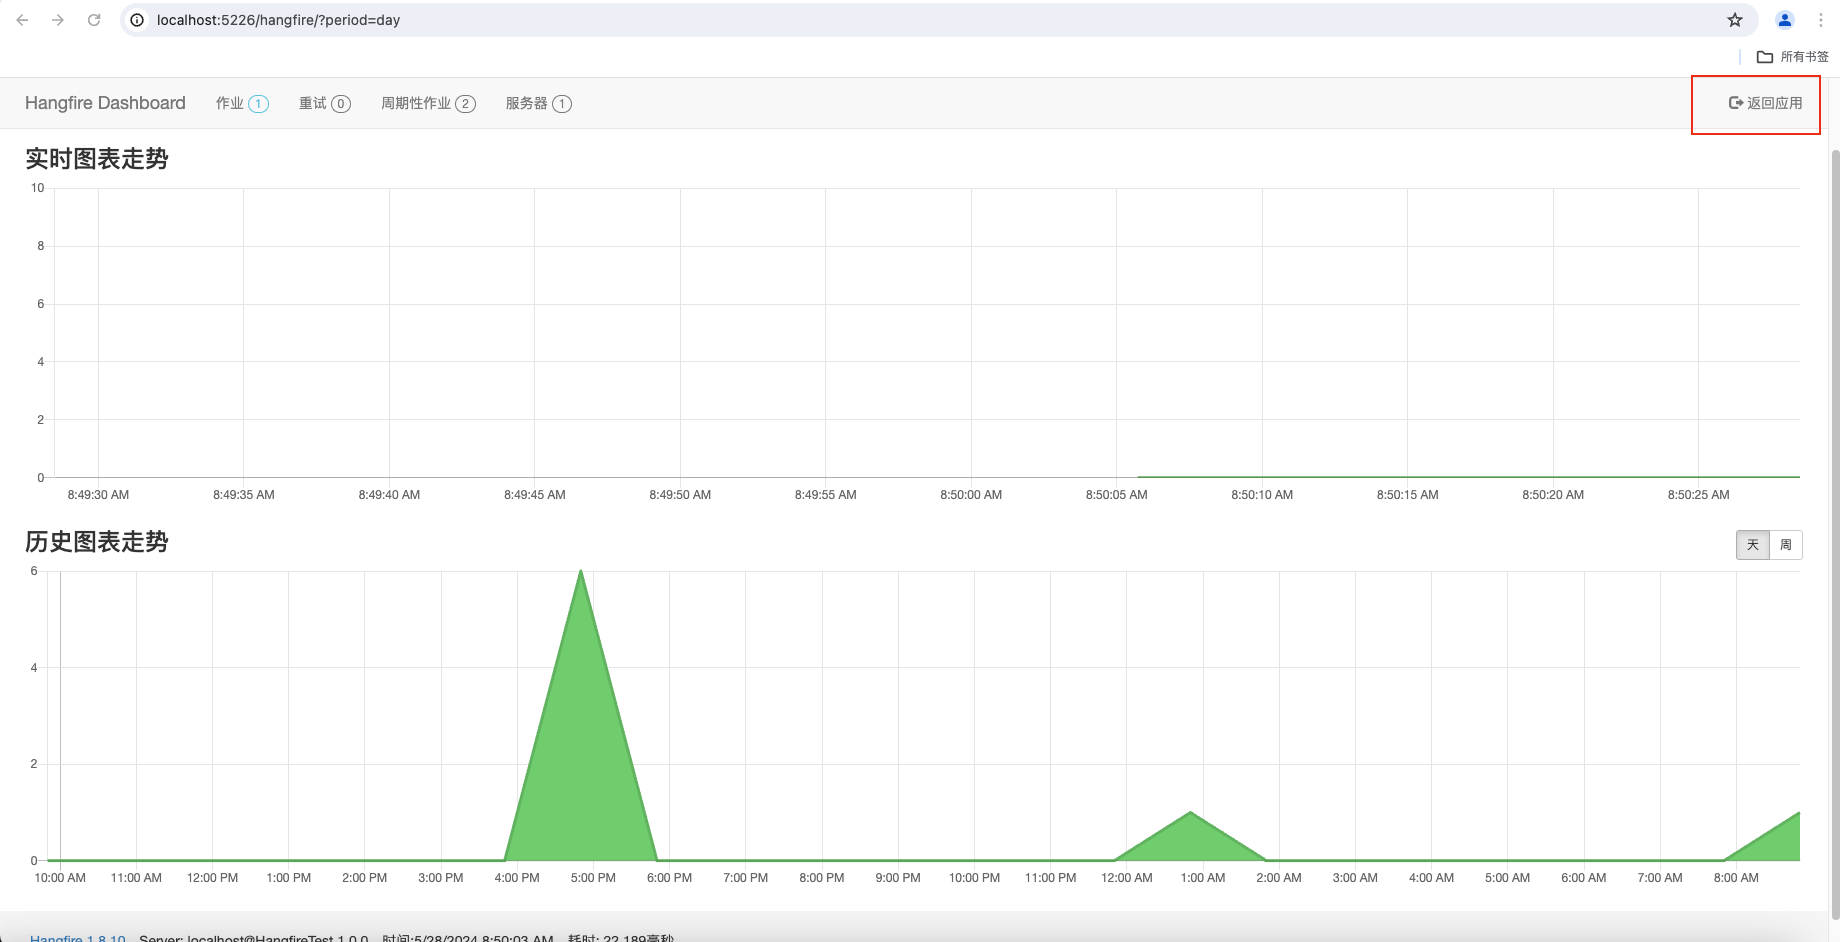 localhost:5226/hangfire/?period=day
所有书签
Hangfire Dashboard 作业 1 重试 0 周期性作业 2 服务器 1 返回应用
实时图表走势
10
8
6
4
2
0
8:49:30 AM 8:49:35 AM 8:49:40 AM 8:49:45 AM 8:49:50 AM 8:49:55 AM 8:50:00 AM 8:50:05 AM 8:50:10 AM 8:50:15 AM 8:50:20 AM 8:50:25 AM
历史图表走势 天 周
6
4
2
0
10:00 AM 11:00 AM 12:00 PM 1:00 PM 2:00 PM 3:00 PM 4:00 PM 5:00 PM 6:00 PM 7:00 PM 8:00 PM 9:00 PM 10:00 PM 11:00 PM 12:00 AM 1:00 AM 2:00 AM 3:00 AM 4:00 AM 5:00 AM 6:00 AM 7:00 AM 8:00 AM
Hangfire 1.8.10 Server: localhost@HangfireTest 1.0.0 时间:5/28/2024 8:50:03 AM 耗时: 22.189毫秒